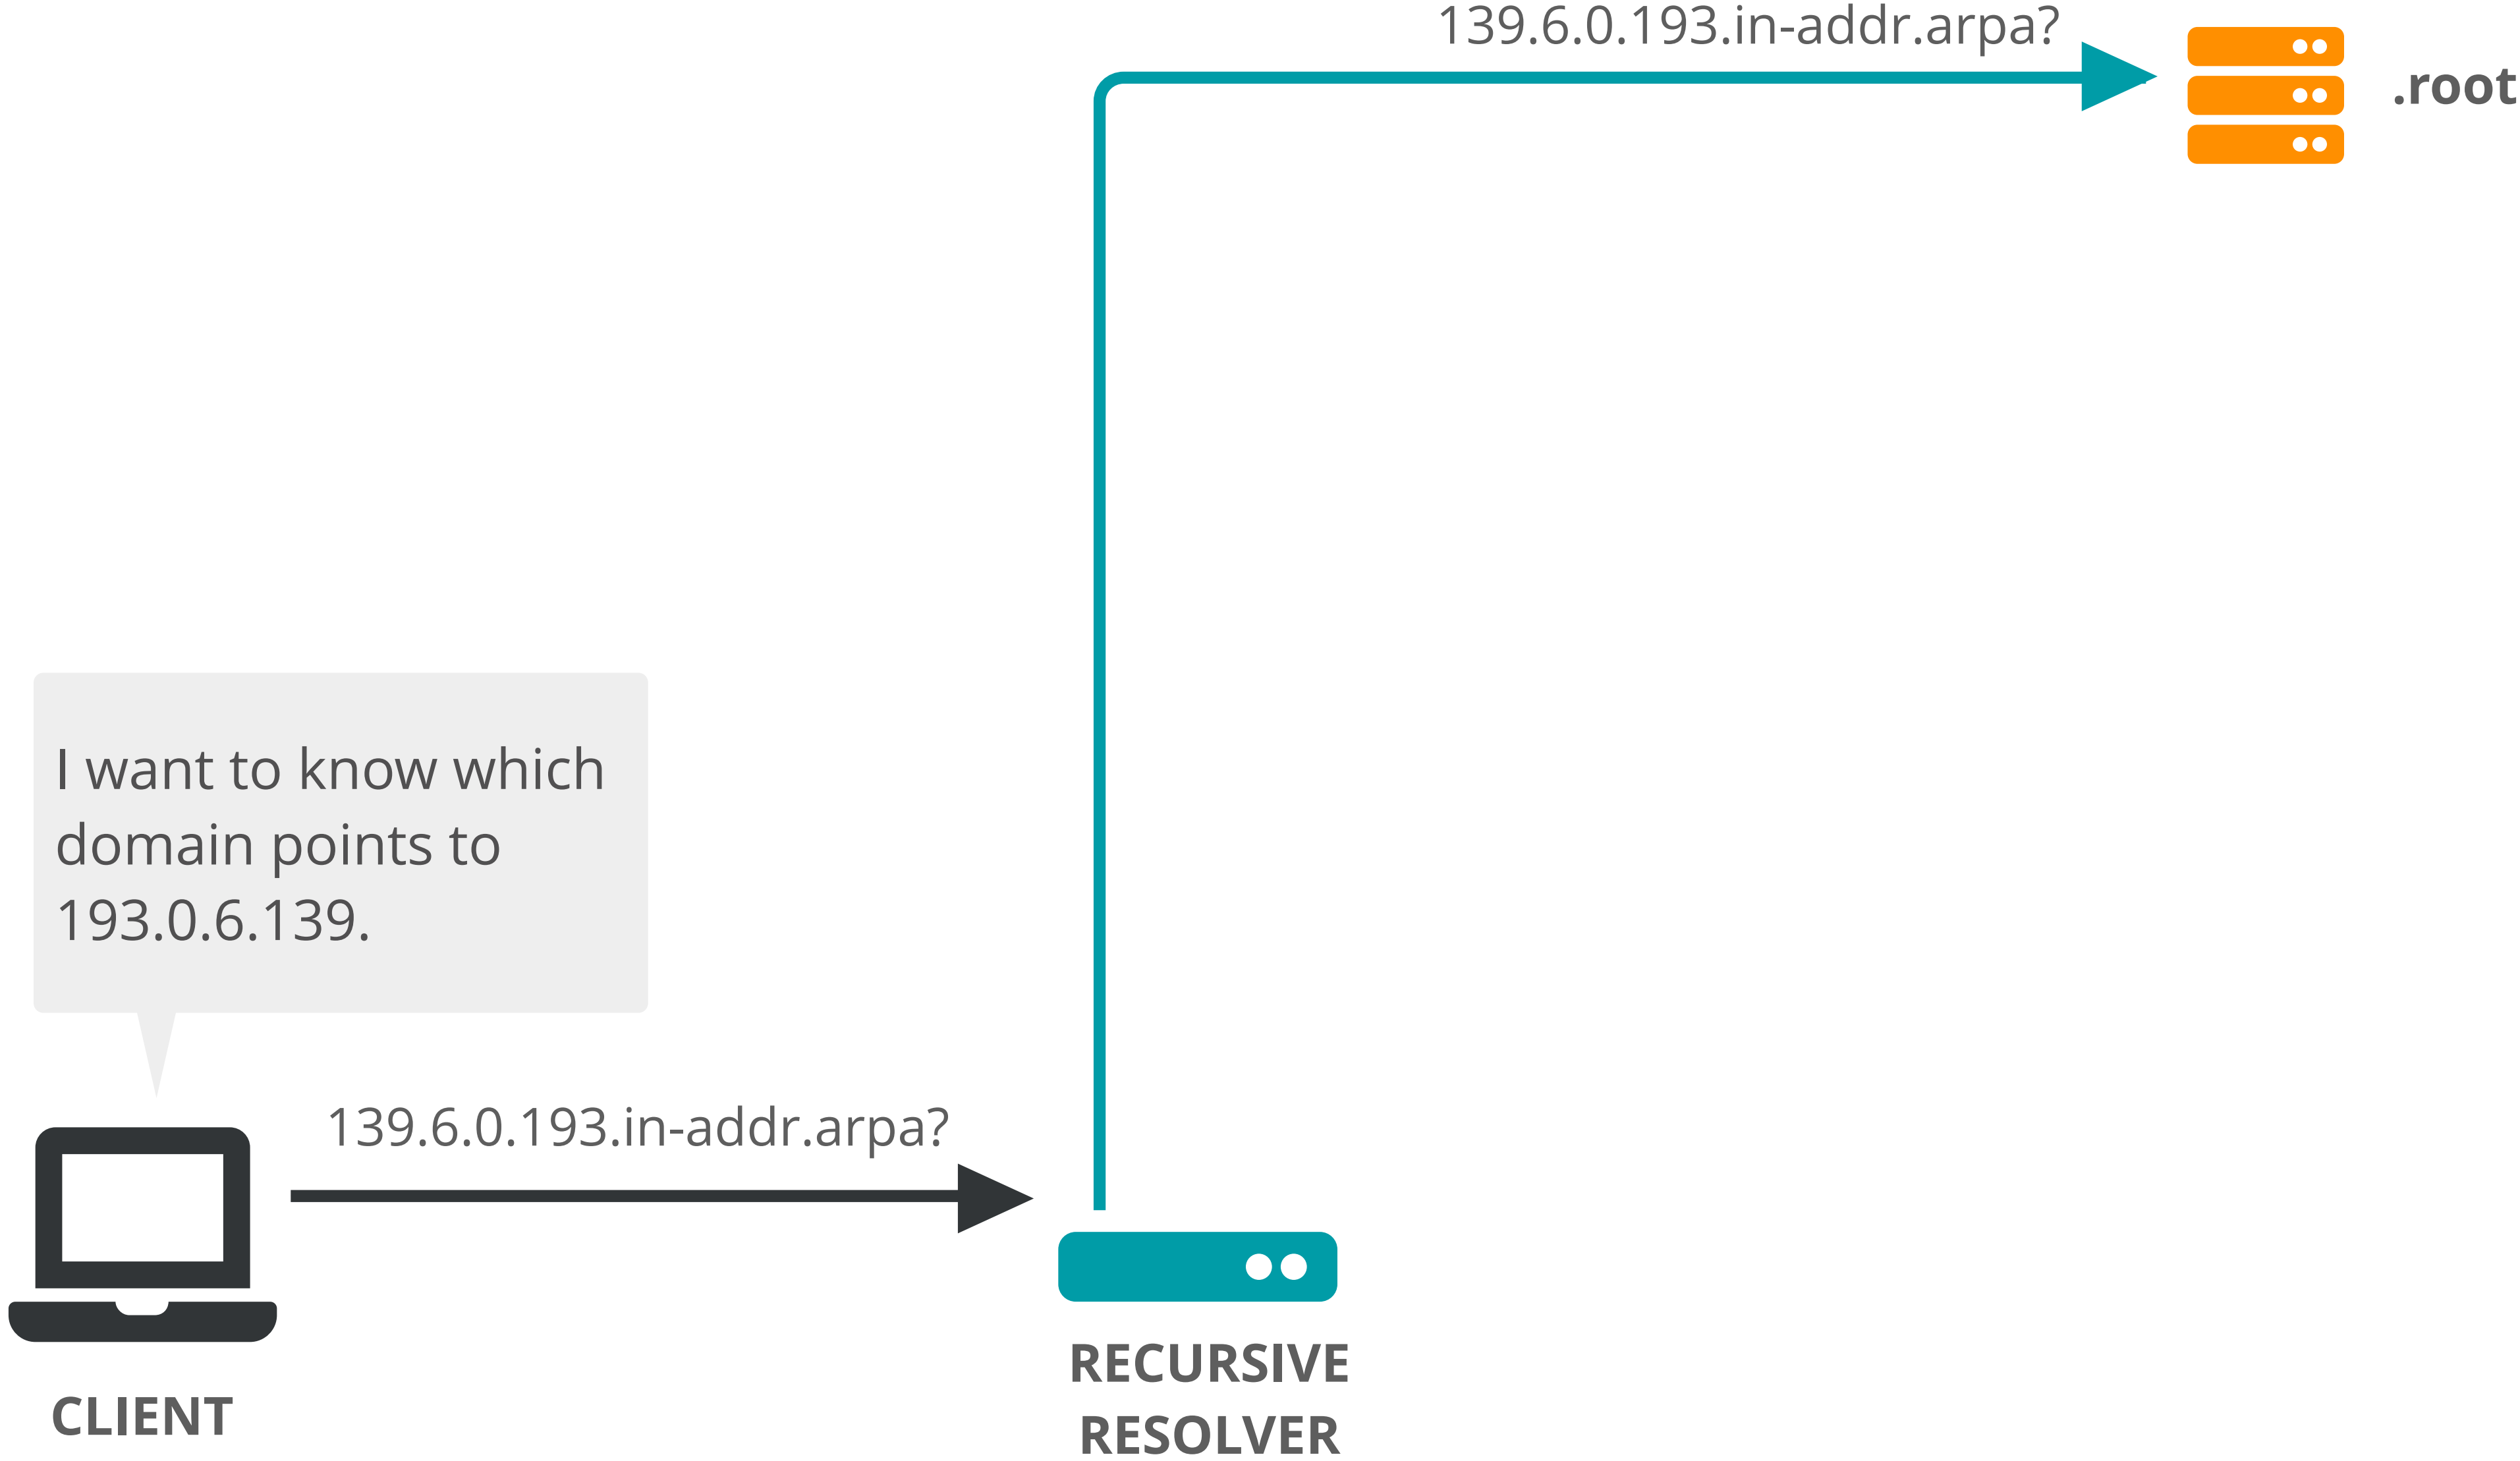 139.6.0.193.in-addr.arpa?
.root
I want to know which
domain points to
193.0.6.139.
139.6.0.193.in-addr.arpa?
CLIENT
RECURSIVE
RESOLVER